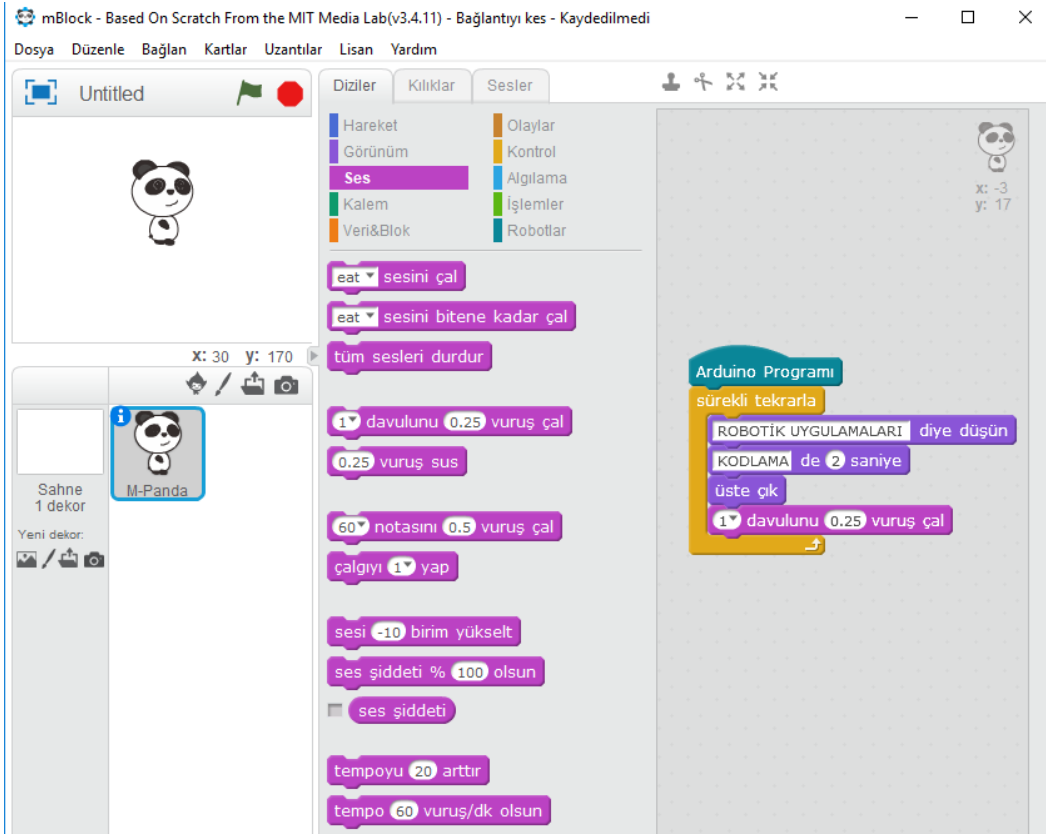 mBlock - Based On Scratch From the MIT Media Lab(v3.4.11) - Bağlantıyı kes - Kaydedilmedi
Dosya Düzenle Bağlan Kartlar Uzantılar Lisan Yardım
Untitled
x: 30 y: 170
Sahne
1 dekor
Yeni dekor:
M-Panda
Diziler Kılıklar Sesler
Hareket Olaylar
Görünüm Kontrol
Ses Algılama
Kalem İşlemler
Veri&Blok Robotlar
eat sesini çal
eat sesini bitene kadar çal
tüm sesleri durdur
1 davulunu 0.25 vuruş çal
0.25 vuruş sus
60 notasını 0.5 vuruş çal
çalgıyı 1 yap
sesi -10 birim yükselt
ses şiddeti % 100 olsun
ses şiddeti
tempoyu 20 arttır
tempo 60 vuruş/dk olsun
x: -3
y: 17
Arduino Programı
sürekli tekrarla
ROBOTİK UYGULAMALARI diye düşün
KODLAMA de 2 saniye
üste çık
1 davulunu 0.25 vuruş çal